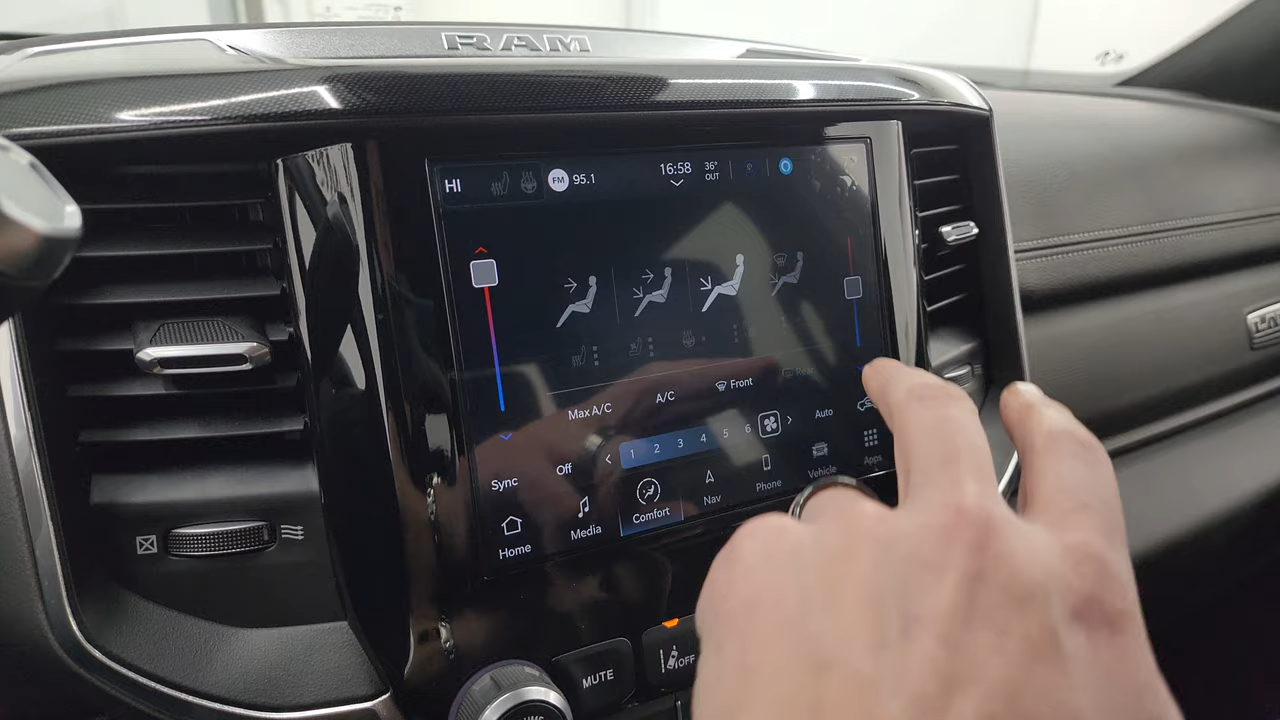 RAM
HI FM 95.1 16:58 36°
OUT
Max A/C A/C Front Rear
Sync Off 1 2 3 4 5 6 Auto
Home Media Comfort Nav Phone Vehicle Apps
MUTE OFF